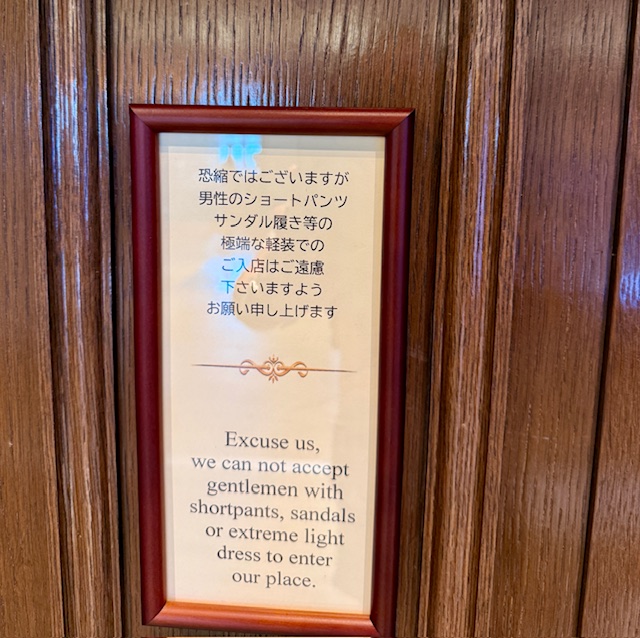 恐縮ではございますが
男性のショートパンツ
サンダル履き等の
極端な軽装での
ご入店はご遠慮
下さいますよう
お願い申し上げます
Excuse us,
we can not accept
gentlemen with
shortpants, sandals
or extreme light
dress to enter
our place.